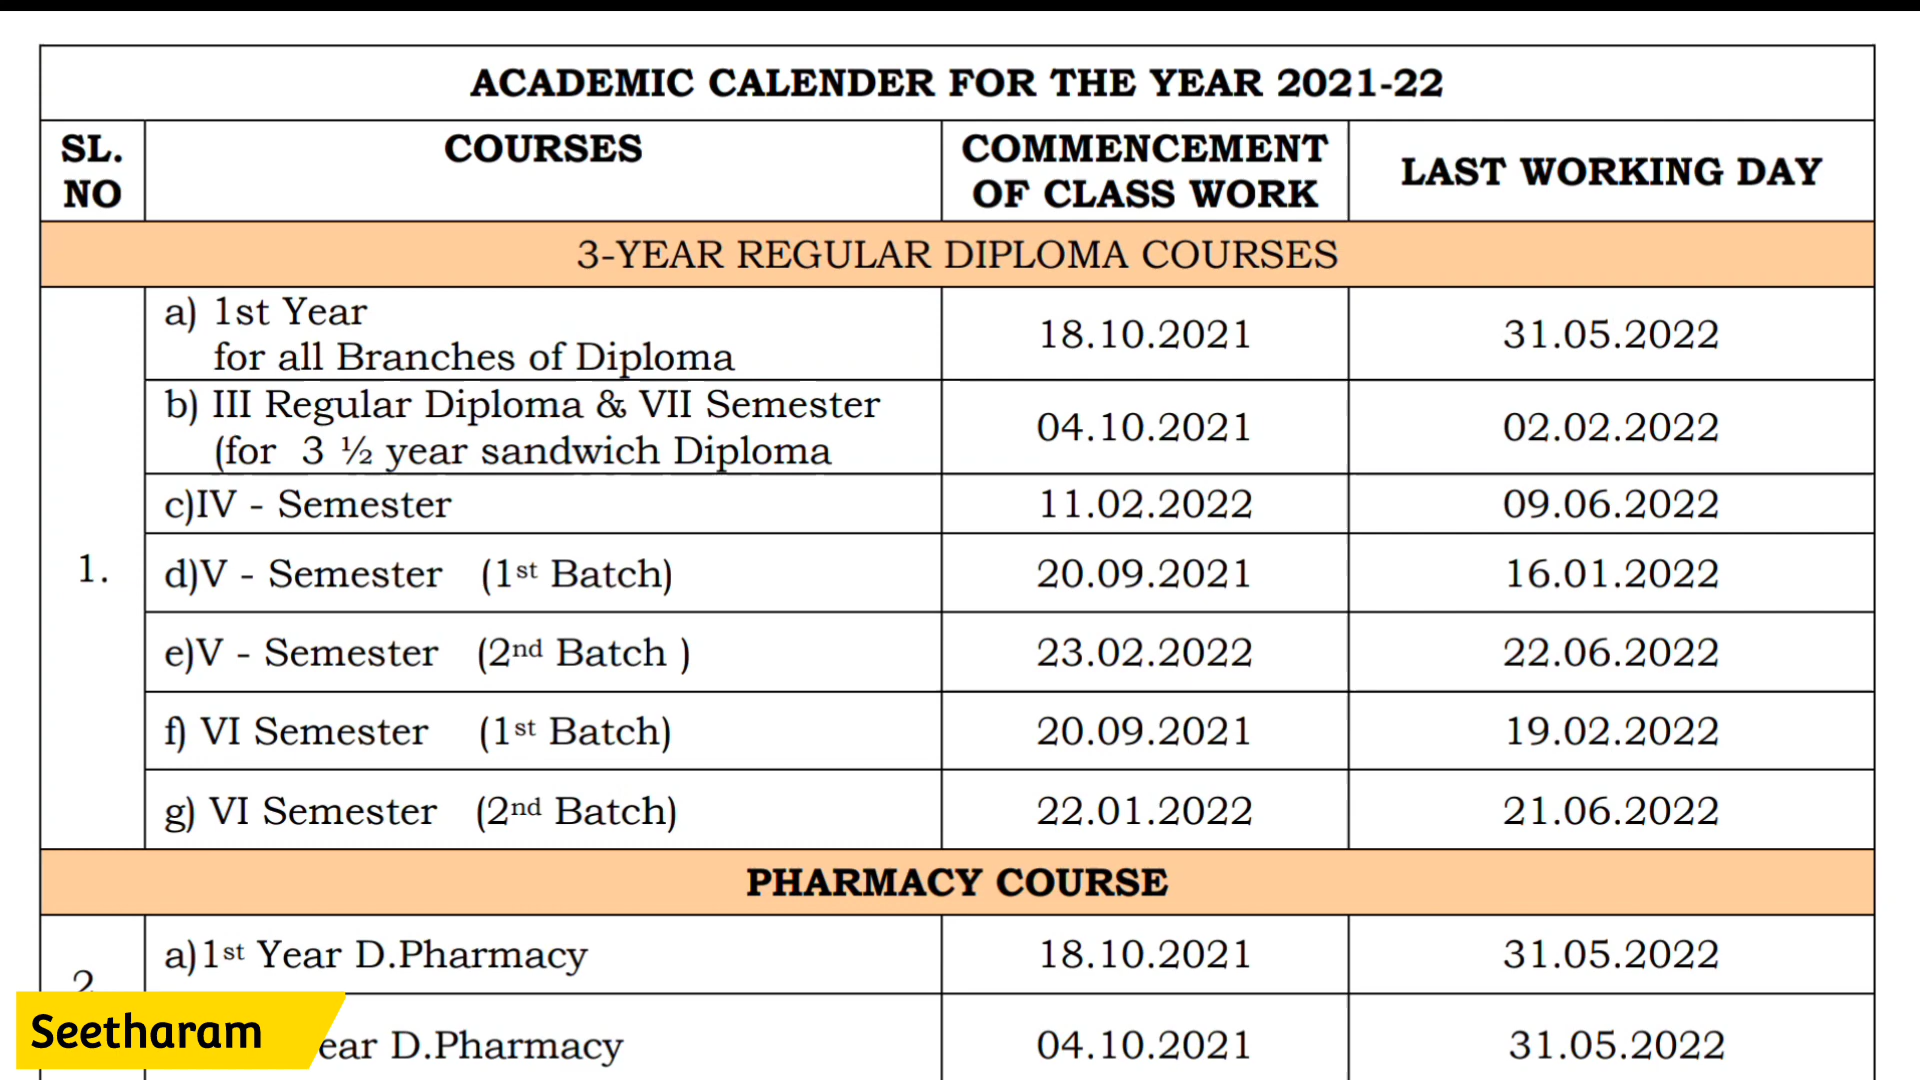 ACADEMIC CALENDER FOR THE YEAR 2021-22
SL. NO COURSES COMMENCEMENT OF CLASS WORK LAST WORKING DAY
3-YEAR REGULAR DIPLOMA COURSES
1.
a) 1st Year
for all Branches of Diploma 18.10.2021 31.05.2022
b) III Regular Diploma & VII Semester
(for 3 ½ year sandwich Diploma 04.10.2021 02.02.2022
c)IV - Semester 11.02.2022 09.06.2022
d)V - Semester (1st Batch) 20.09.2021 16.01.2022
e)V - Semester (2nd Batch ) 23.02.2022 22.06.2022
f) VI Semester (1st Batch) 20.09.2021 19.02.2022
g) VI Semester (2nd Batch) 22.01.2022 21.06.2022
PHARMACY COURSE
2
a)1st Year D.Pharmacy 18.10.2021 31.05.2022
ear D.Pharmacy 04.10.2021 31.05.2022
Seetharam